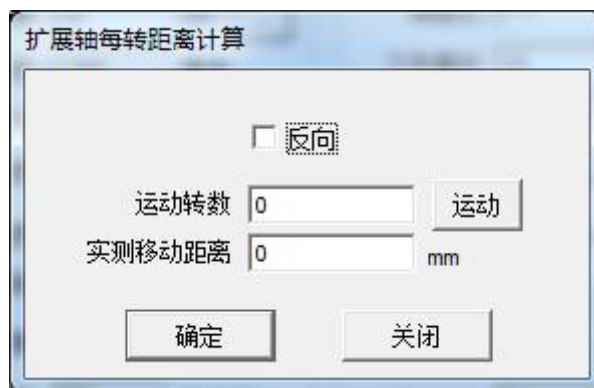 扩展轴每转距离计算
反向
运动转数 0 运动
实测移动距离 0 mm
确定 关闭